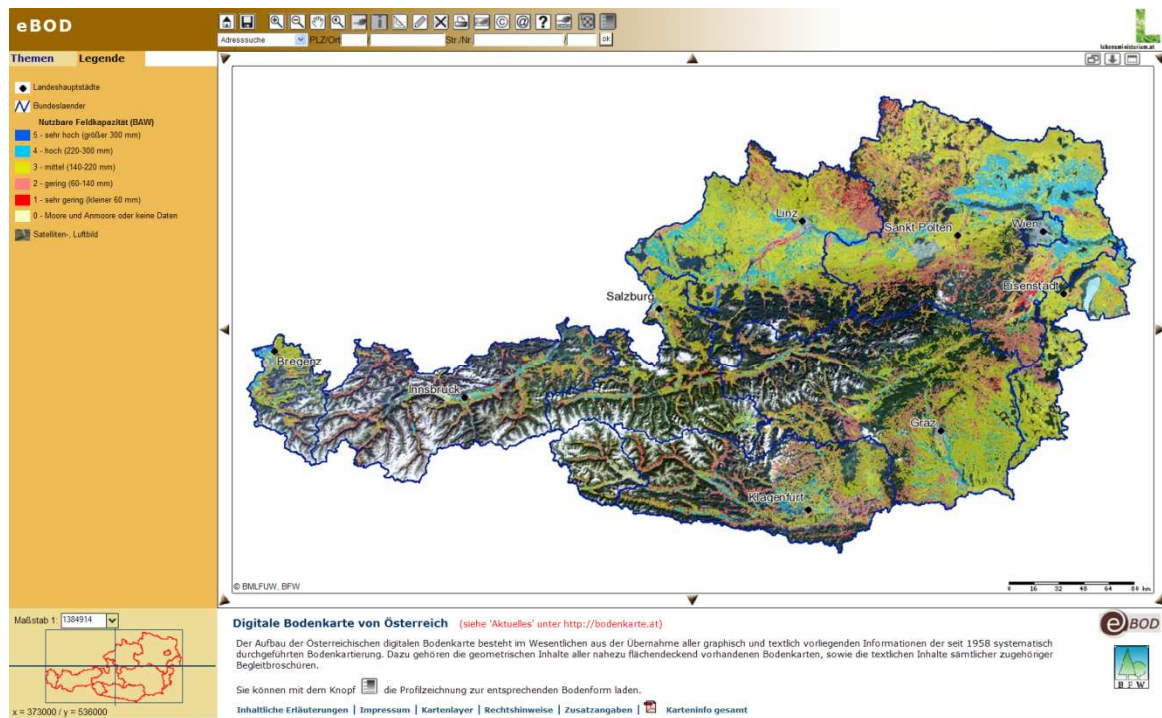 eBOD
Adresssuche PLZ/Ort / Str./Nr. / ok
lebensministerium.at
Themen Legende
Landeshauptstädte
Bundeslaender
Nutzbare Feldkapazität (BAW)
5 - sehr hoch (größer 300 mm)
4 - hoch (220-300 mm)
3 - mittel (140-220 mm)
2 - gering (60-140 mm)
1 - sehr gering (kleiner 60 mm)
0 - Moore und Anmoore oder keine Daten
Satelliten-, Luftbild
Linz
Sankt Pölten
Wien
Eisenstadt
Salzburg
Bregenz
Innsbruck
Graz
Klagenfurt
© BMLFUW, BFW
0 16 32 48 64 80 km
Maßstab 1: 1384914
x = 373000 / y = 536000
Digitale Bodenkarte von Österreich (siehe 'Aktuelles' unter http://bodenkarte.at)
Der Aufbau der Österreichischen digitalen Bodenkarte besteht im Wesentlichen aus der Übernahme aller graphisch und textlich vorliegenden Informationen der seit 1958 systematisch
durchgeführten Bodenkartierung. Dazu gehören die geometrischen Inhalte aller nahezu flächendeckend vorhandenen Bodenkarten, sowie die textlichen Inhalte sämtlicher zugehöriger
Begleitbroschüren.
Sie können mit dem Knopf die Profilzeichnung zur entsprechenden Bodenform laden.
Inhaltliche Erläuterungen | Impressum | Kartenlayer | Rechtshinweise | Zusatzangaben | Karteninfo gesamt
eBOD
BFW